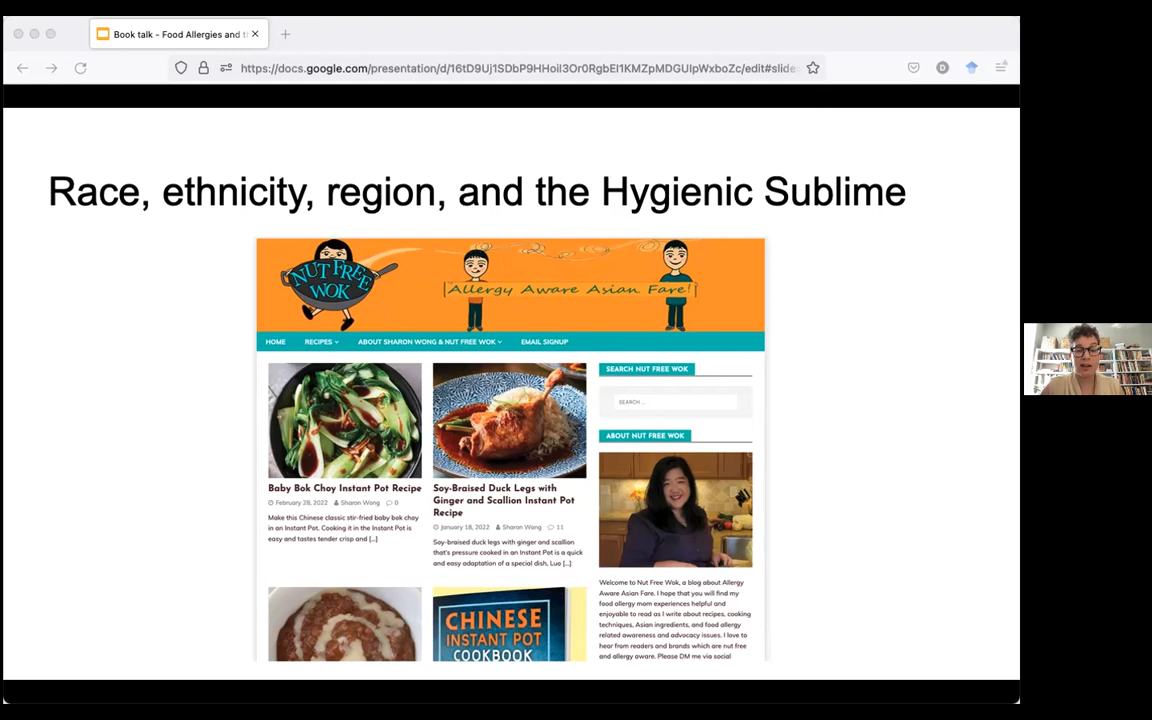 Book talk - Food Allergies and t
https://docs.google.com/presentation/d/16tD9Uj1SDbP9HHoil3Or0RgbEl1KMZpMDGUlpWxboZc/edit#slide
D
Race, ethnicity, region, and the Hygienic Sublime
NUT FREE
WOK
Allergy Aware Asian Fare!
HOME RECIPES ABOUT SHARON WONG & NUT FREE WOK EMAIL SIGNUP
Baby Bok Choy Instant Pot Recipe
February 28, 2022 Sharon Wong 0
Make this Chinese classic stir-fried baby bok choy
in an Instant Pot. Cooking it in the Instant Pot is
easy and tastes tender crisp and [...]
Soy-Braised Duck Legs with
Ginger and Scallion Instant Pot
Recipe
January 18, 2022 Sharon Wong 11
Soy-braised duck legs with ginger and scallion
that's pressure cooked in an Instant Pot is a quick
and easy adaptation of a special dish, Luo [...]
CHINESE
INSTANT POT
COOKBOOK
SEARCH NUT FREE WOK
SEARCH ...
ABOUT NUT FREE WOK
Welcome to Nut Free Wok, a blog about Allergy
Aware Asian Fare. I hope that you will find my
food allergy mom experiences helpful and
enjoyable to read as I write about recipes, cooking
techniques, Asian ingredients, and food allergy
related awareness and advocacy issues. I love to
hear from readers and brands which are nut free
and allergy aware. Please DM me via social